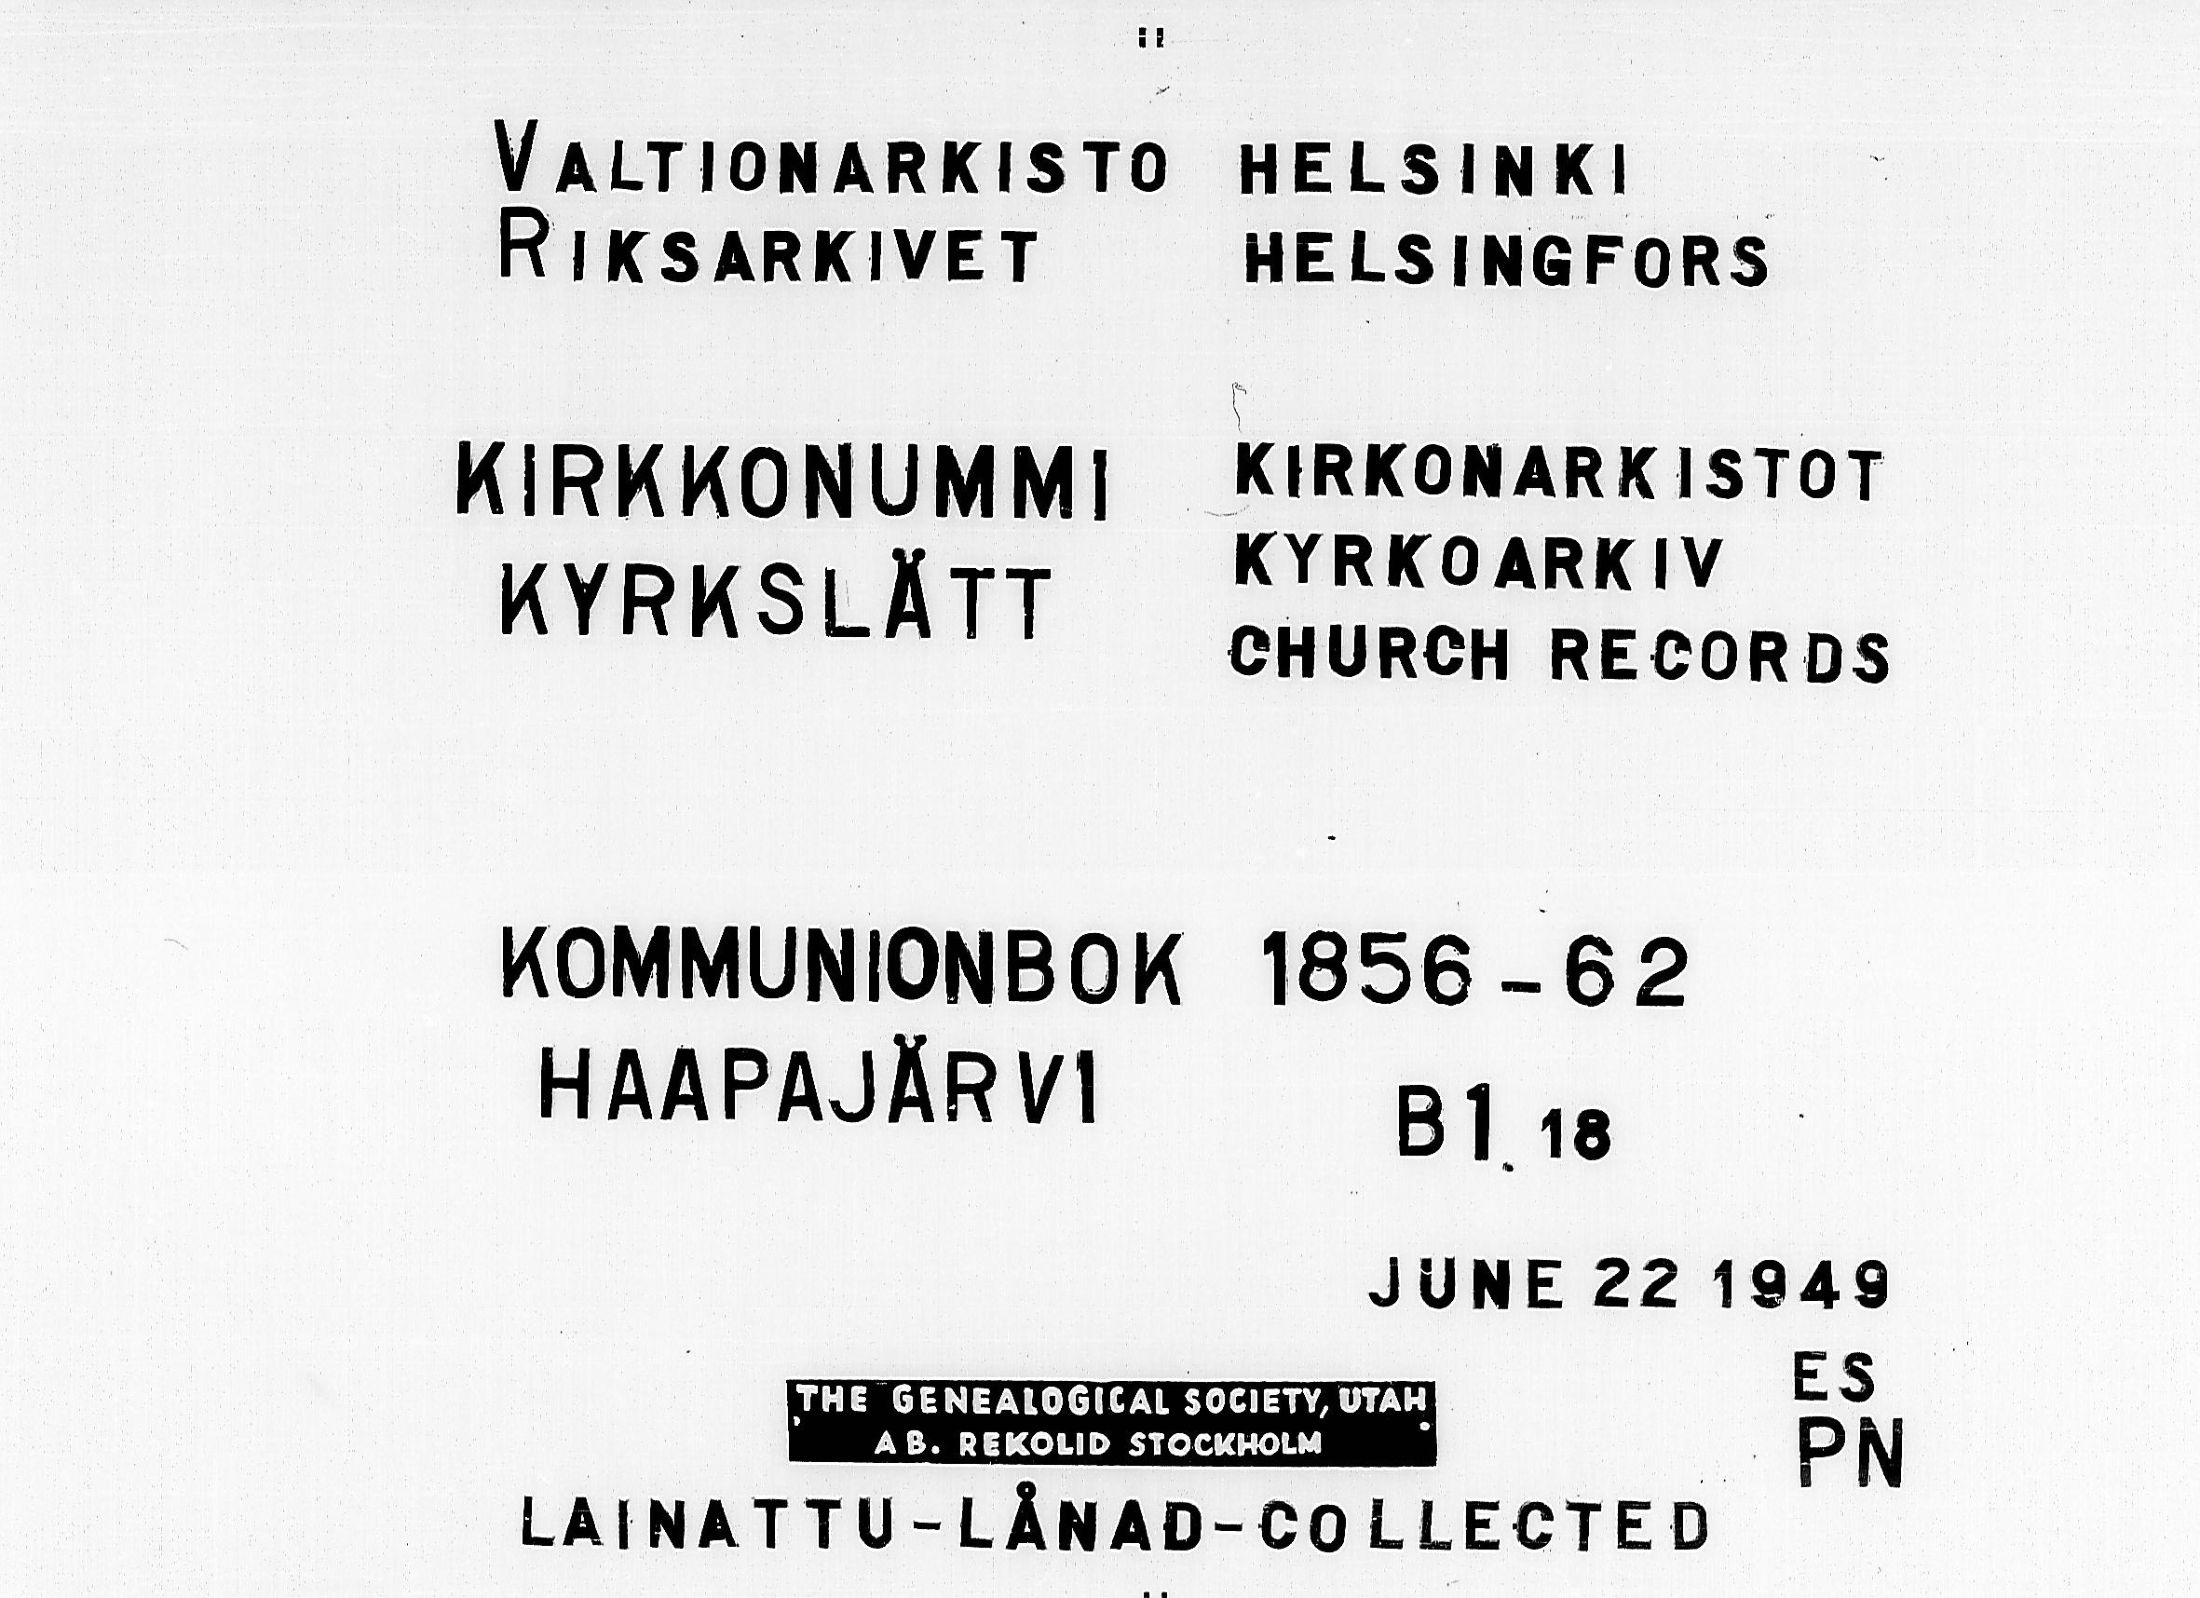 VALTIONARKISTO HELSINKI
RIKSARKIVET HELSINGFORS
KIRKKONUMMI KIRKONARKISTOT
KYRKSLÄTT KYRKOARKIV
CHURCH RECORDS
KOMMUNIONBOK 1856-62
HAAPAJÄRVI
B1. 18
JUNE 22 1949
ES
PN
THE GENEALOGICAL SOCIETY, UTAH
AB. REKOLID STOCKHOLM
LAINATTU-LÅNAD-COLLECTED